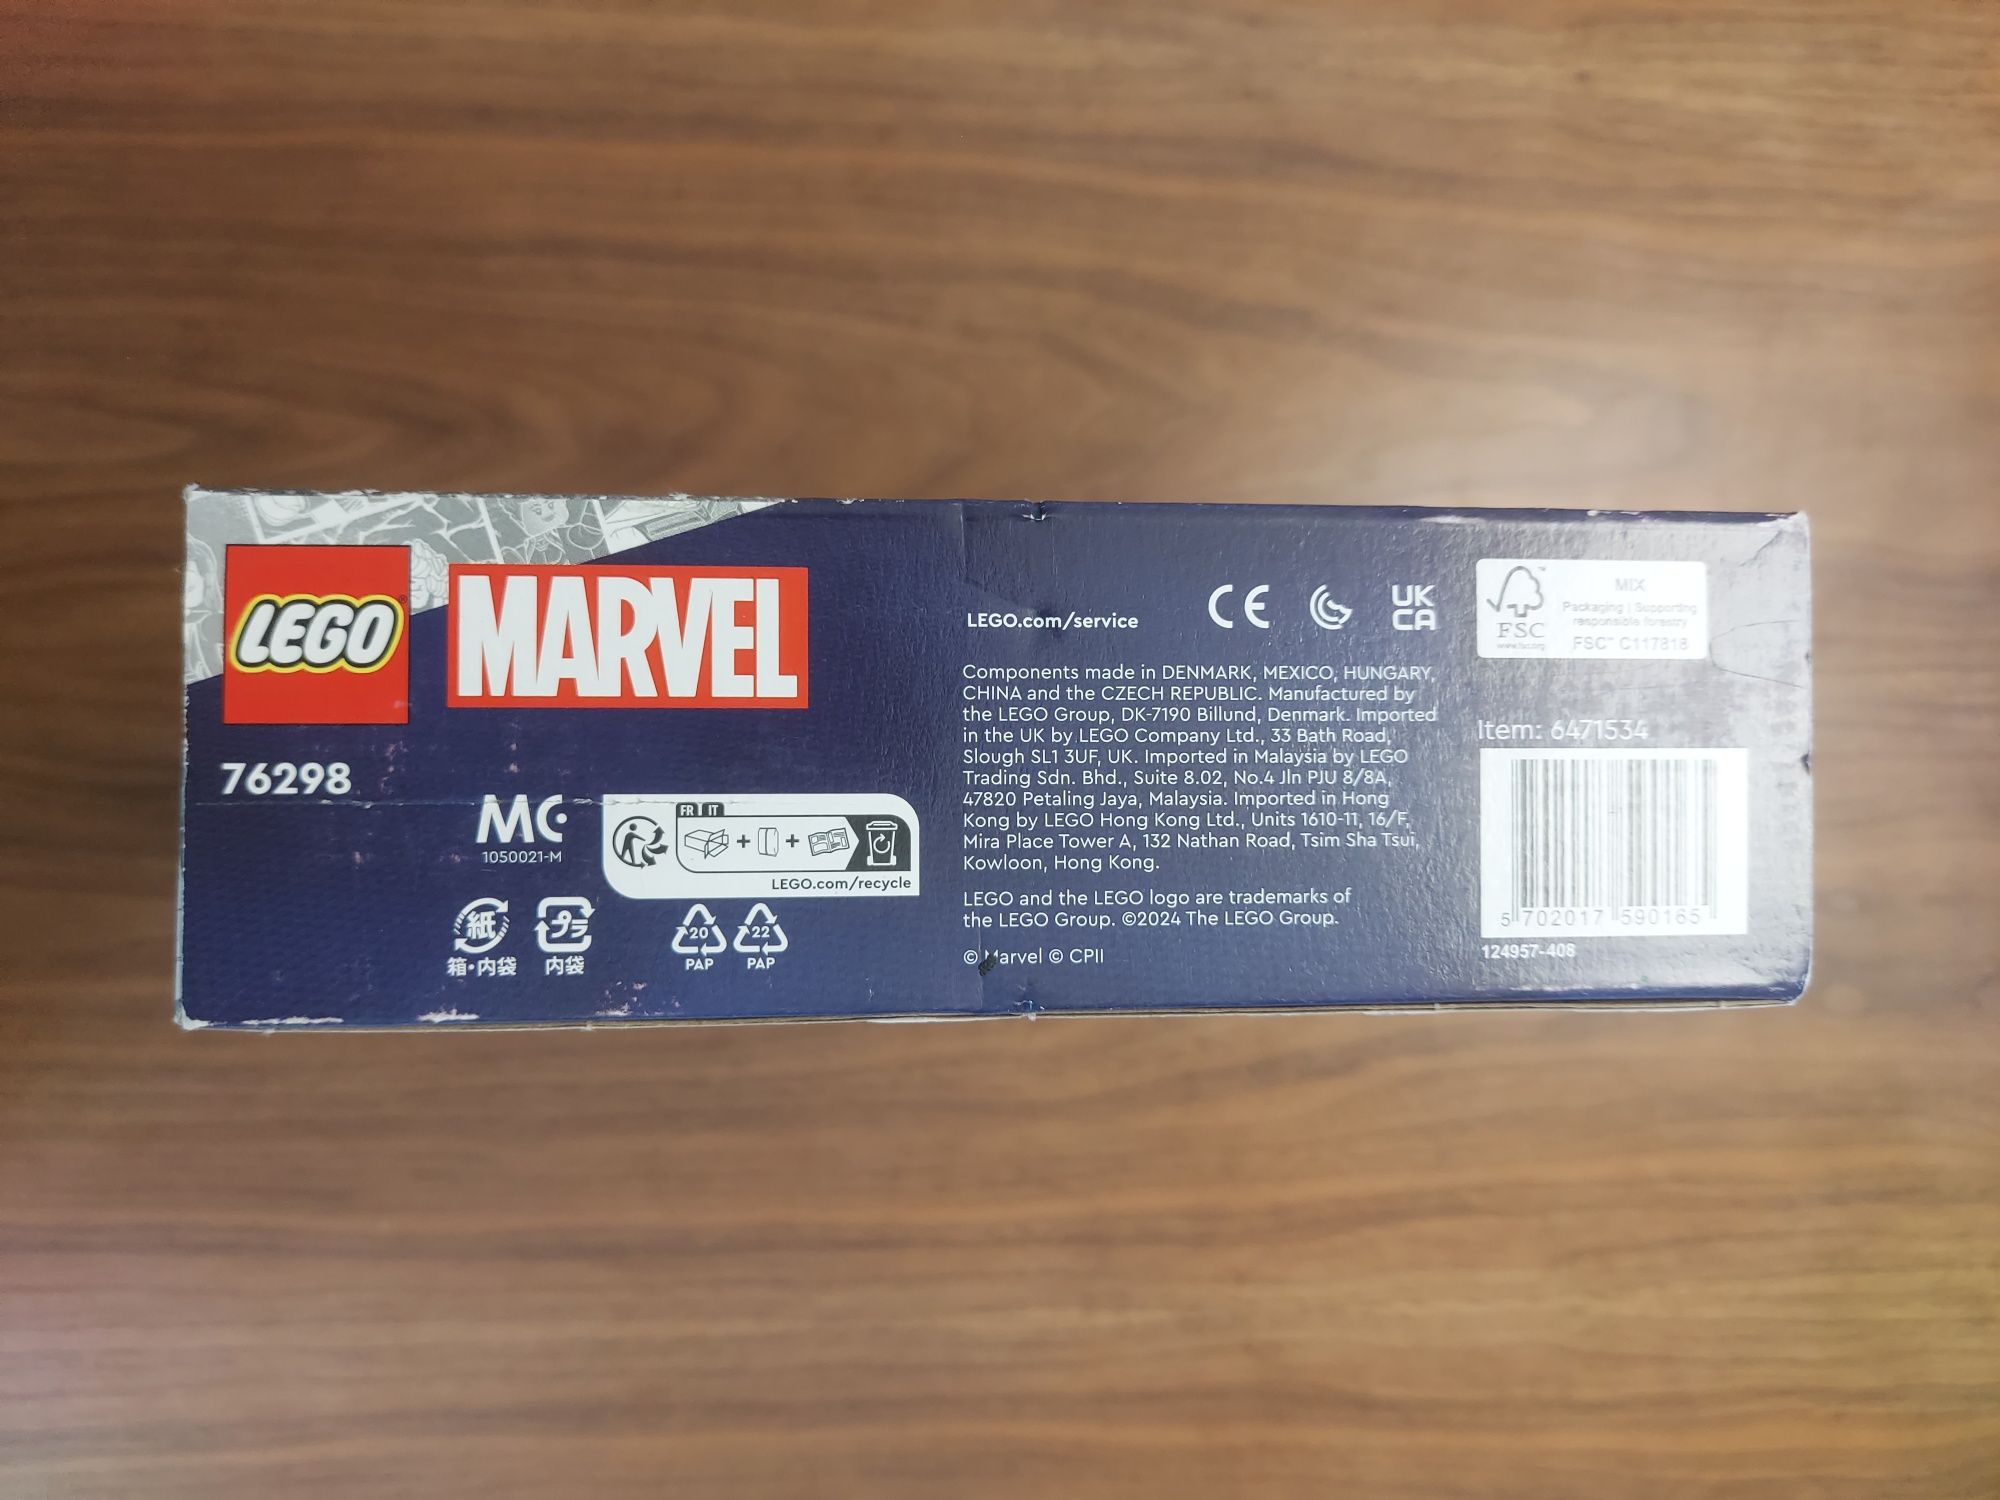 LEGO
MARVEL
76298
MC
1050021-M
FR IT
+ +
LEGO.com/recycle
紙
箱・内袋
プラ
内袋
20
PAP
22
PAP
LEGO.com/service
CE
UK
CA
Components made in DENMARK, MEXICO, HUNGARY,
CHINA and the CZECH REPUBLIC. Manufactured by
the LEGO Group, DK-7190 Billund, Denmark. Imported
in the UK by LEGO Company Ltd., 33 Bath Road,
Slough SL1 3UF, UK. Imported in Malaysia by LEGO
Trading Sdn. Bhd., Suite 8.02, No.4 Jln PJU 8/8A,
47820 Petaling Jaya, Malaysia. Imported in Hong
Kong by LEGO Hong Kong Ltd., Units 1610-11, 16/F,
Mira Place Tower A, 132 Nathan Road, Tsim Sha Tsui,
Kowloon, Hong Kong.
LEGO and the LEGO logo are trademarks of
the LEGO Group. ©2024 The LEGO Group.
© Marvel © CPII
FSC
www.fsc.org
MIX
Packaging | Supporting
responsible forestry
FSC™ C117818
Item: 6471534
5 702017 590165
124957-408